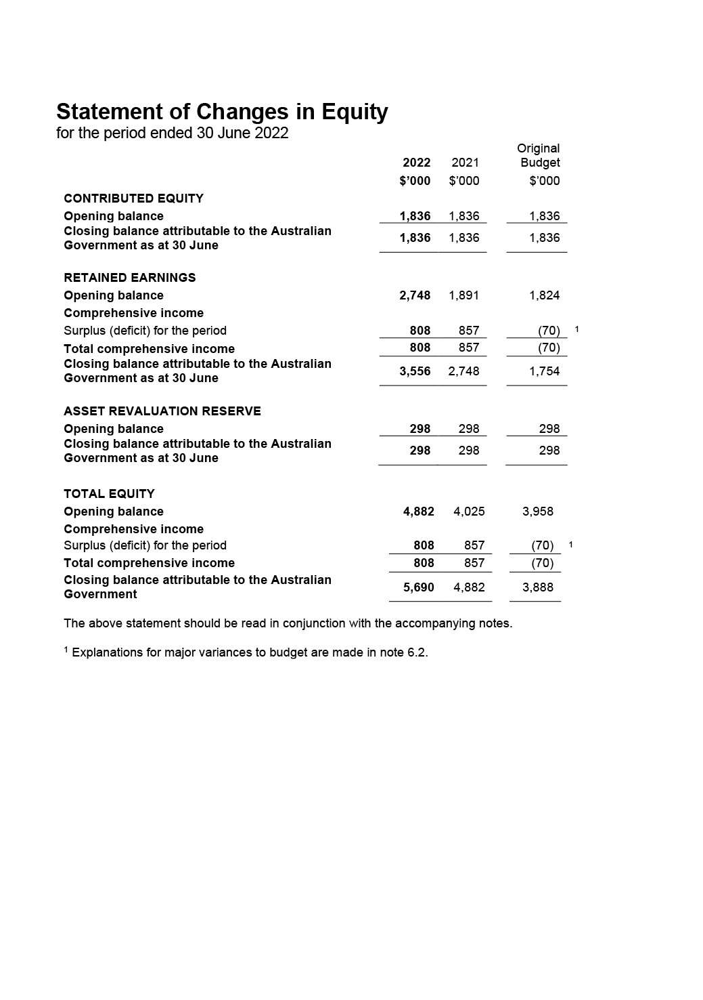 Statement of Changes in Equity
for the period ended 30 June 2022
Original
2022 2021 Budget
$’000 $’000 $’000
CONTRIBUTED EQUITY
Opening balance 1,836 1,836 1,836
Closing balance attributable to the Australian
Government as at 30 June 1,836 1,836 1,836
RETAINED EARNINGS
Opening balance 2,748 1,891 1,824
Comprehensive income
Surplus (deficit) for the period 808 857 (70) 1
Total comprehensive income 808 857 (70)
Closing balance attributable to the Australian
Government as at 30 June 3,556 2,748 1,754
ASSET REVALUATION RESERVE
Opening balance 298 298 298
Closing balance attributable to the Australian
Government as at 30 June 298 298 298
TOTAL EQUITY
Opening balance 4,882 4,025 3,958
Comprehensive income
Surplus (deficit) for the period 808 857 (70) 1
Total comprehensive income 808 857 (70)
Closing balance attributable to the Australian
Government 5,690 4,882 3,888
The above statement should be read in conjunction with the accompanying notes.
1 Explanations for major variances to budget are made in note 6.2.